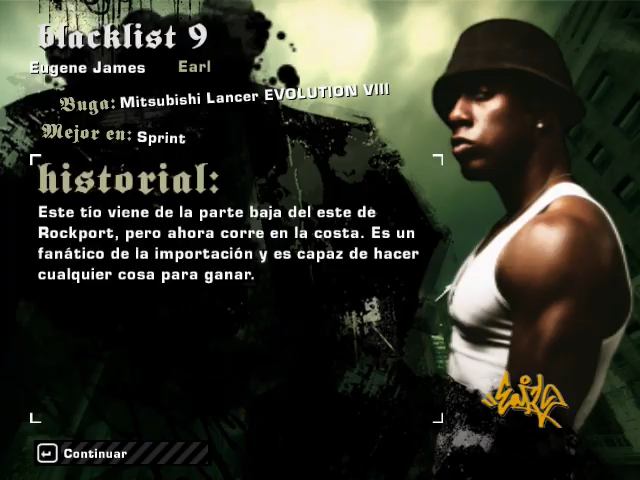 blacklist 9
Eugene James Earl
Buga: Mitsubishi Lancer EVOLUTION VIII
Mejor en: Sprint
historial:
Este tío viene de la parte baja del este de
Rockport, pero ahora corre en la costa. Es un
fanático de la importación y es capaz de hacer
cualquier cosa para ganar.
Earl
Continuar